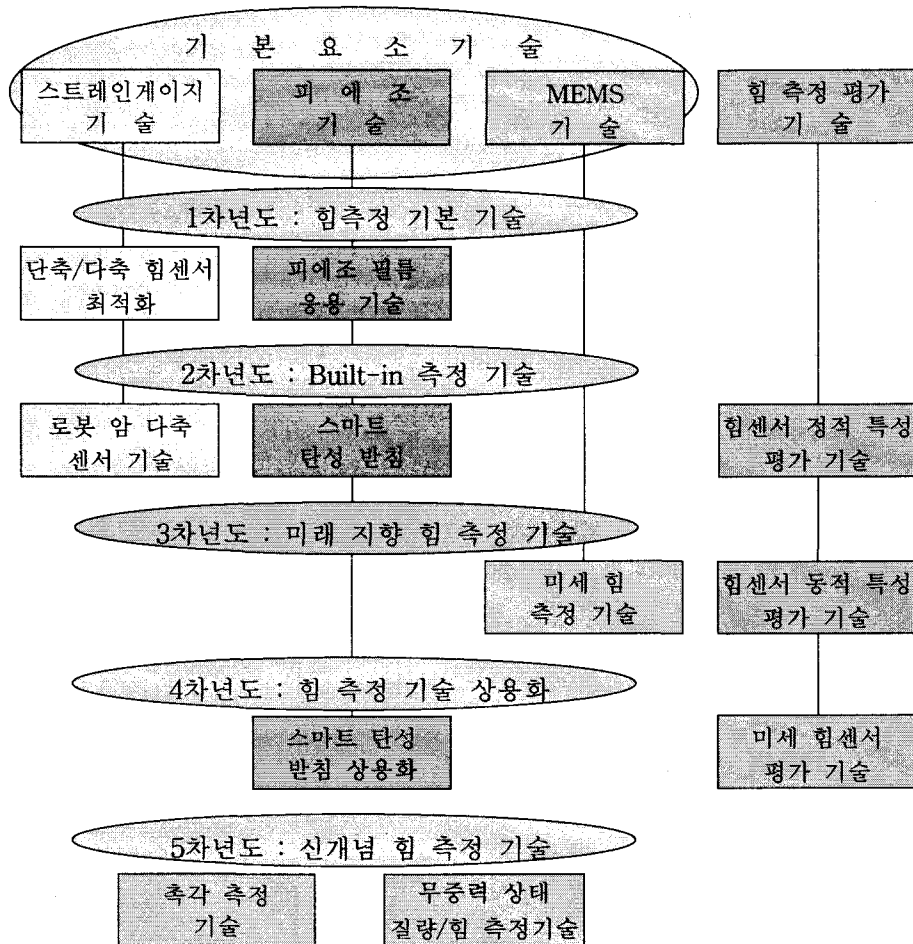 기 본 요 소 기 술
스트레인게이지
기 술
피 에 조
기 술
MEMS
기 술
힘 측정 평가
기 술
1차년도 : 힘측정 기본 기술
단축/다축 힘센서
최적화
피에조 필름
응용 기술
2차년도 : Built-in 측정 기술
로봇 암 다축
센서 기술
스마트
탄성 받침
힘센서 정적 특성
평가 기술
3차년도 : 미래 지향 힘 측정 기술
미세 힘
측정 기술
힘센서 동적 특성
평가 기술
4차년도 : 힘 측정 기술 상용화
스마트 탄성
받침 상용화
미세 힘센서
평가 기술
5차년도 : 신개념 힘 측정 기술
촉각 측정
기술
무중력 상태
질량/힘 측정기술